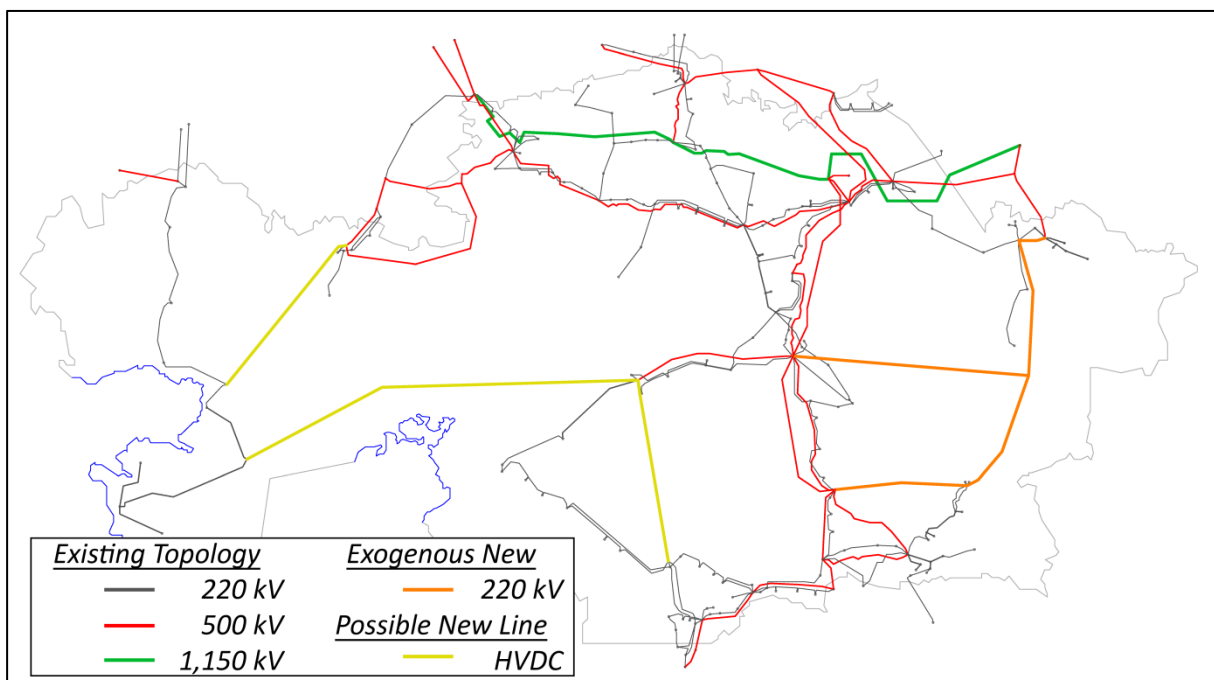 Existing Topology
220 kV
500 kV
1,150 kV
Exogenous New
220 kV
Possible New Line
HVDC